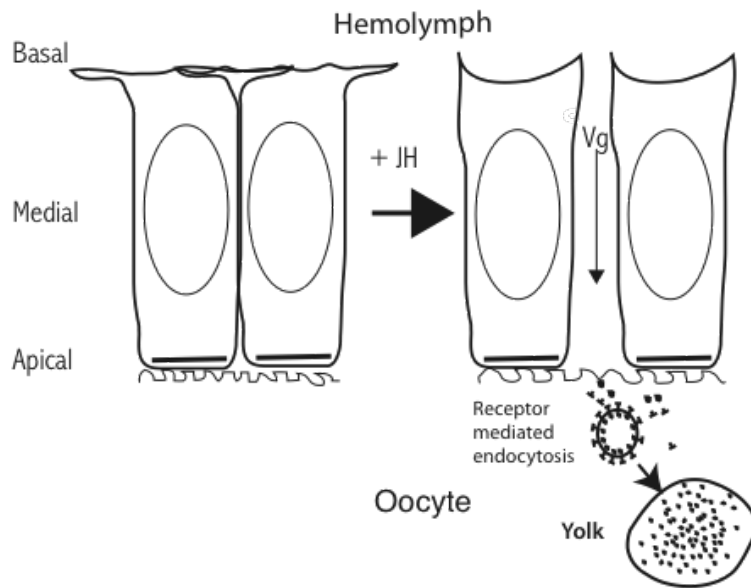 Hemolymph
Basal
+ JH
Vg
Medial
Apical
Receptor
mediated
endocytosis
Oocyte
Yolk